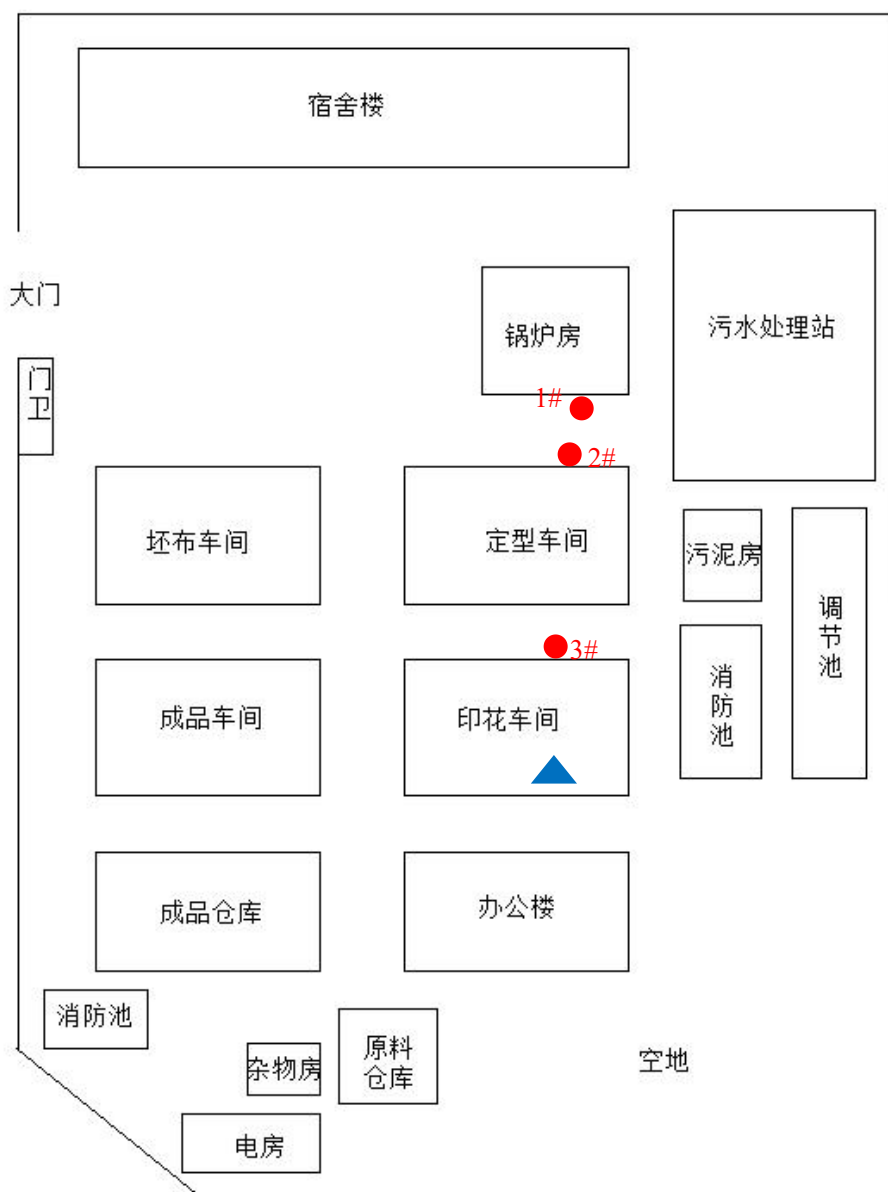 宿舍楼
大门
锅炉房
污水处理站
门
卫
1#
2#
坯布车间
定型车间
污泥房
调
节
池
3#
成品车间
印花车间
消
防
池
成品仓库
办公楼
消防池
杂物房
原料
仓库
空地
电房